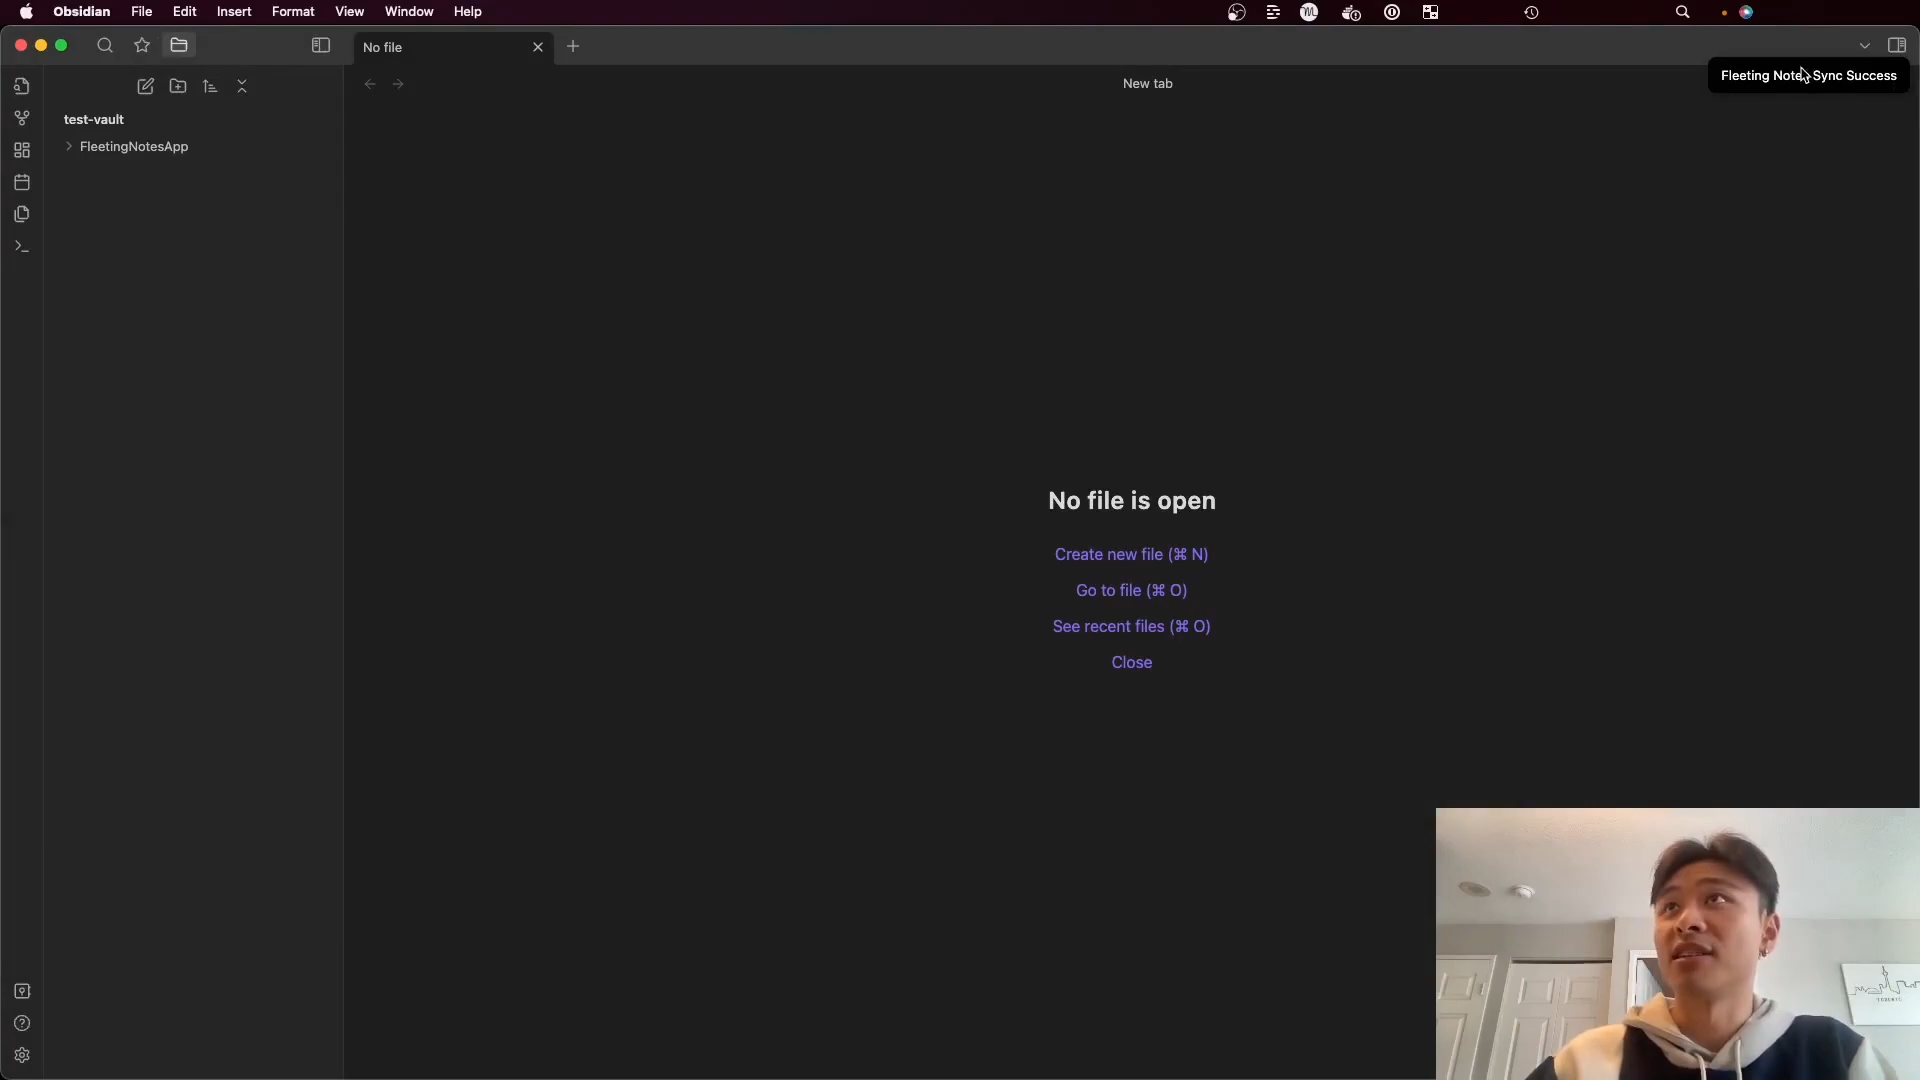 Obsidian File Edit Insert Format View Window Help
No file
New tab
Fleeting Notes Sync Success
test-vault
FleetingNotesApp
No file is open
Create new file (⌘ N)
Go to file (⌘ O)
See recent files (⌘ O)
Close